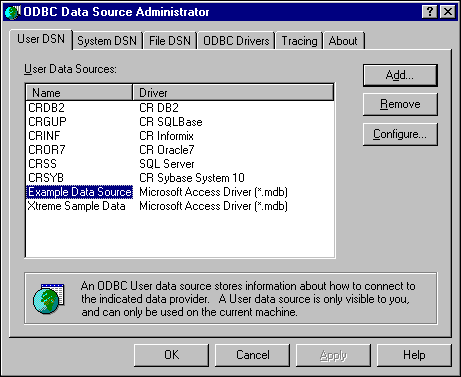 ODBC Data Source Administrator
User DSN System DSN File DSN ODBC Drivers Tracing About
User Data Sources:
Name Driver
CRDB2 CR DB2
CRGUP CR SQLBase
CRINF CR Informix
CROR7 CR Oracle7
CRSS SQL Server
CRSYB CR Sybase System 10
Example Data Source Microsoft Access Driver (*.mdb)
Xtreme Sample Data Microsoft Access Driver (*.mdb)
Add...
Remove
Configure...
An ODBC User data source stores information about how to connect to
the indicated data provider. A User data source is only visible to you,
and can only be used on the current machine.
OK Cancel Apply Help